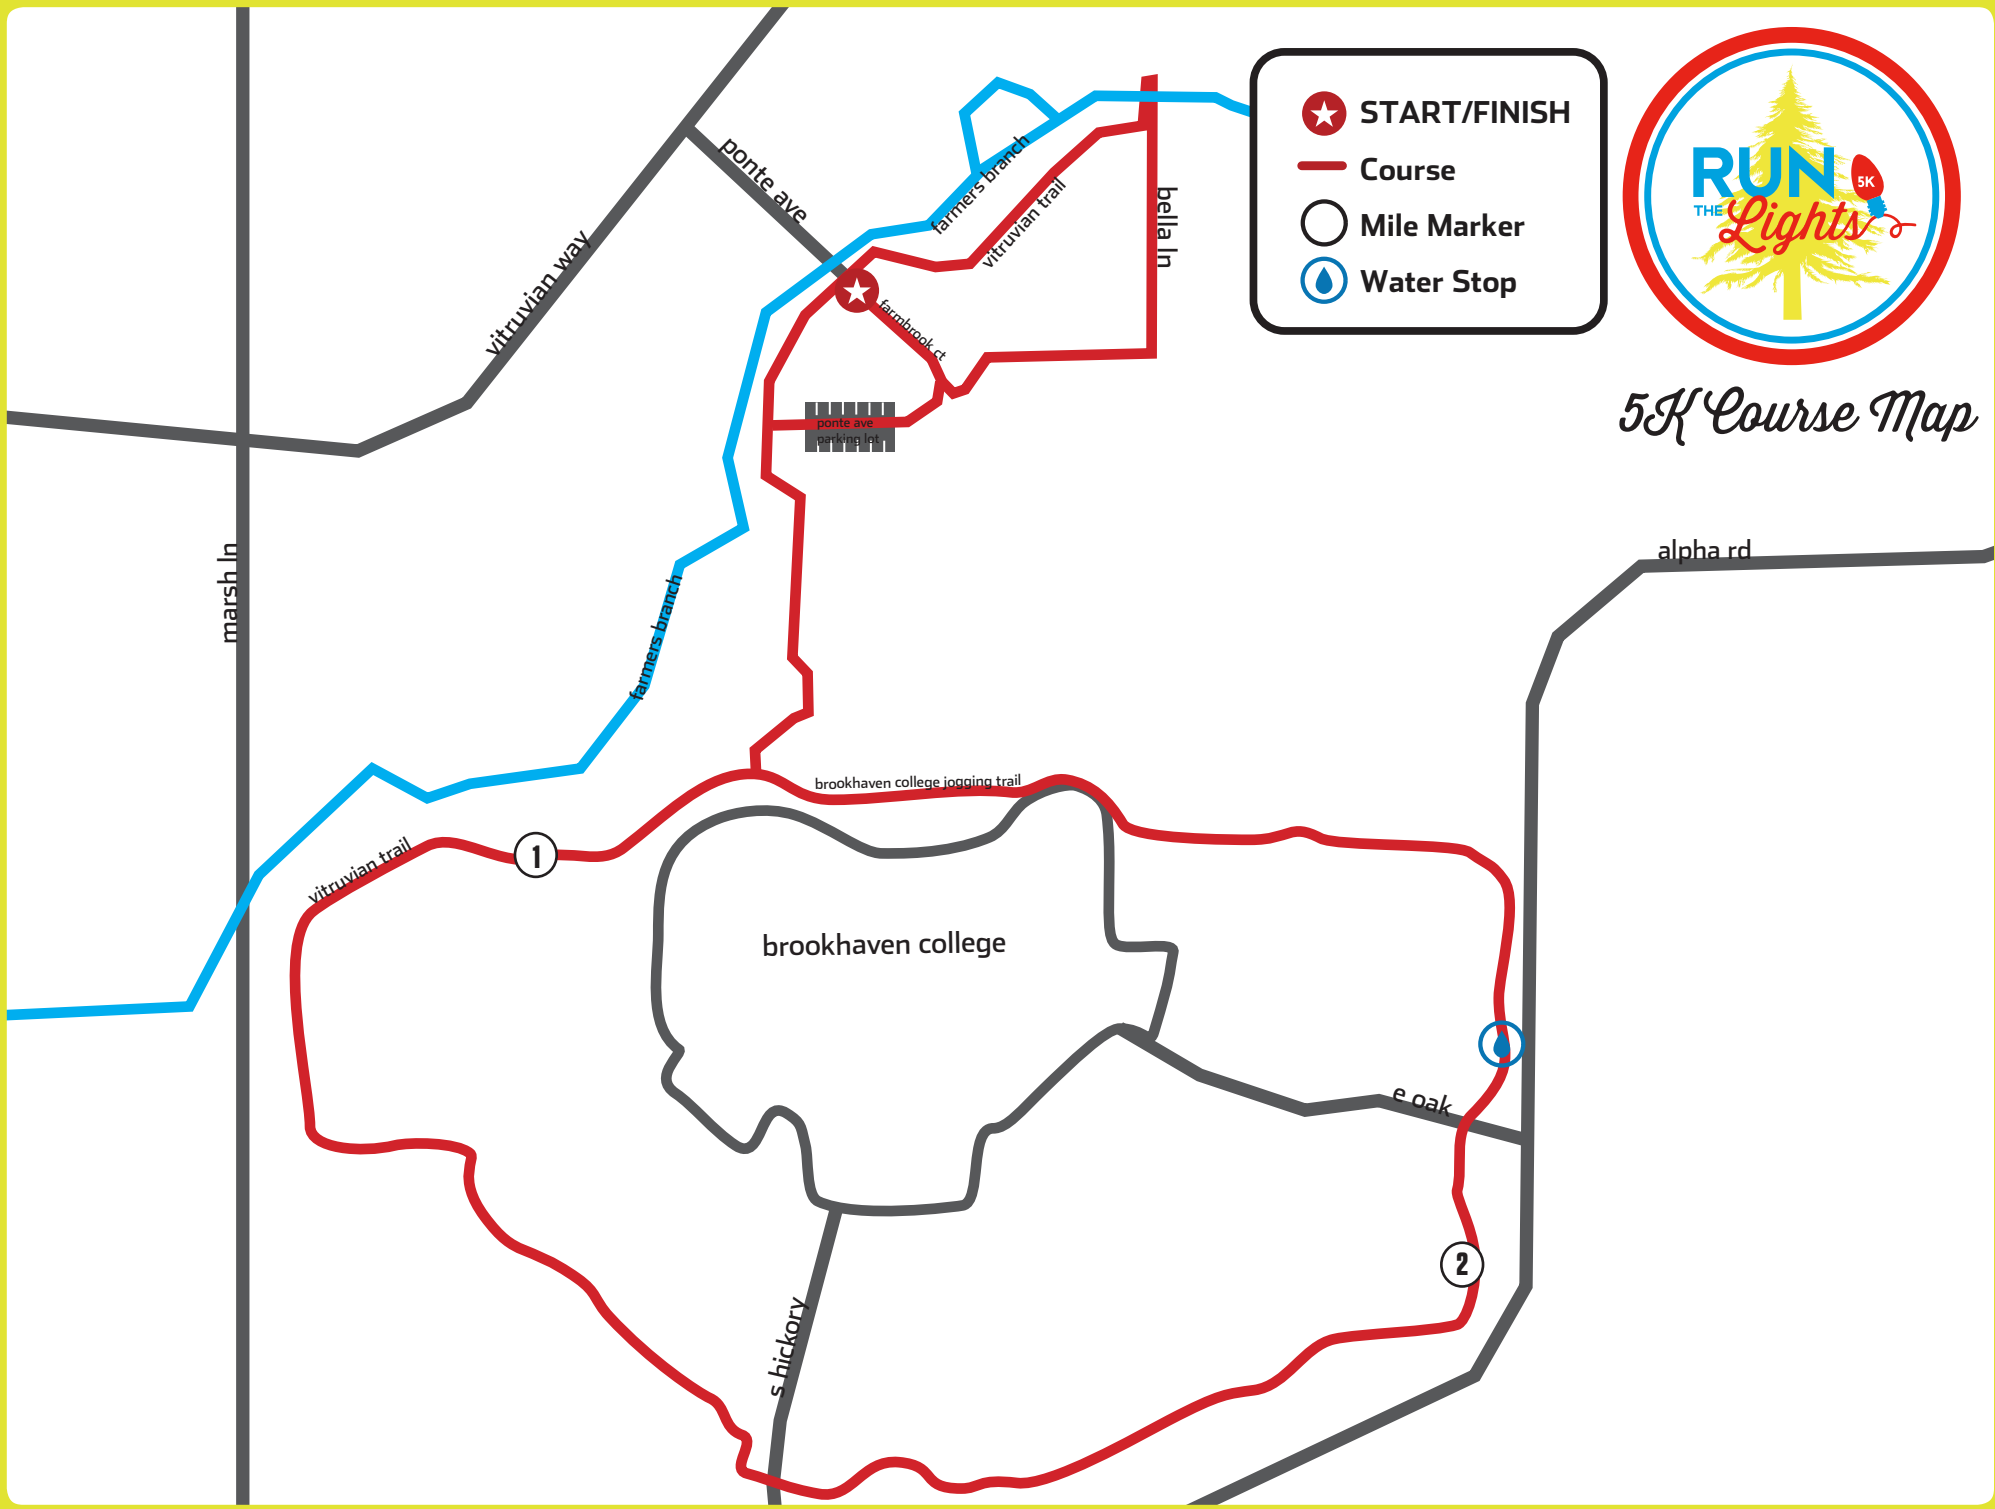 START/FINISH
Course
Mile Marker
Water Stop
RUN
THE
Lights
5K
5K Course Map
ponte ave
farmers branch
vitruvian trail
bella ln
vitruvian way
farmbrook ct
ponte ave
parking lot
alpha rd
marsh ln
farmers branch
brookhaven college jogging trail
vitruvian trail
1
brookhaven college
e oak
2
s hickory